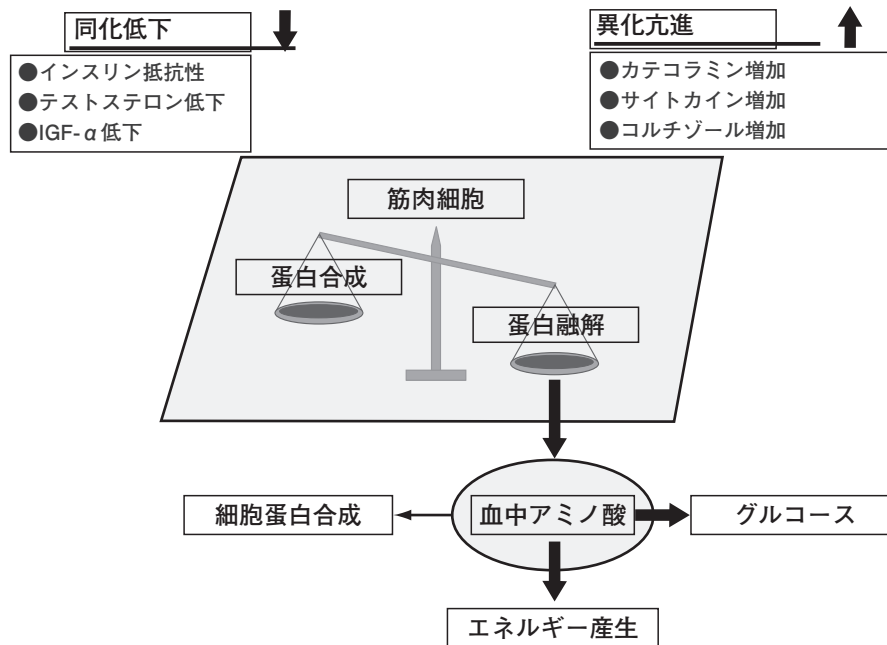 同化低下
異化亢進
●インスリン抵抗性
●テストステロン低下
●IGF-α低下
●カテコラミン増加
●サイトカイン増加
●コルチゾール増加
筋肉細胞
蛋白合成
蛋白融解
細胞蛋白合成
血中アミノ酸
グルコース
エネルギー産生